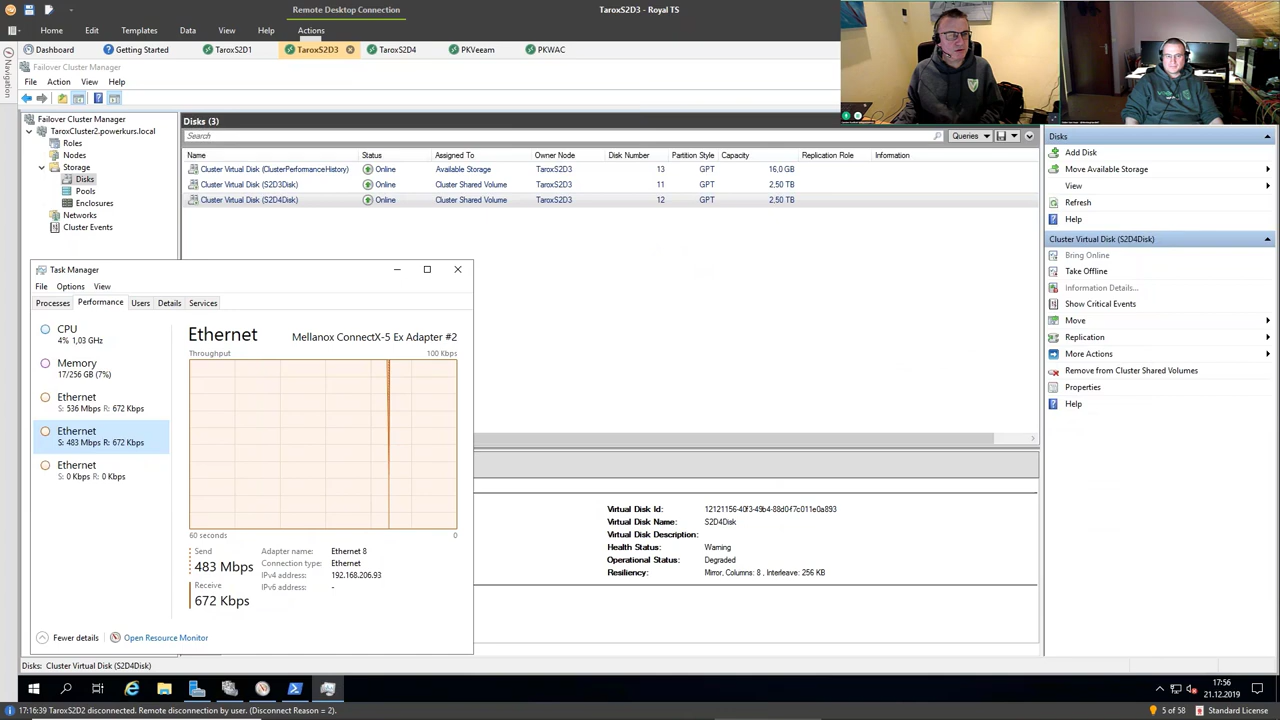 Remote Desktop Connection
TaroxS2D3 - Royal TS
Home Edit Templates Data View Help Actions
Dashboard Getting Started TaroxS2D1 TaroxS2D3 TaroxS2D4 PKVeeam PKWAC
Navigation
Failover Cluster Manager
File Action View Help
Failover Cluster Manager
TaroxCluster2.powerkurs.local
Roles
Nodes
Storage
Disks
Pools
Enclosures
Networks
Cluster Events
Disks (3)
Search
Queries
Name Status Assigned To Owner Node Disk Number Partition Style Capacity Replication Role Information
Cluster Virtual Disk (ClusterPerformanceHistory) Online Available Storage TaroxS2D3 13 GPT 16,0 GB
Cluster Virtual Disk (S2D3Disk) Online Cluster Shared Volume TaroxS2D3 11 GPT 2,50 TB
Cluster Virtual Disk (S2D4Disk) Online Cluster Shared Volume TaroxS2D3 12 GPT 2,50 TB
Disks
Add Disk
Move Available Storage
View
Refresh
Help
Cluster Virtual Disk (S2D4Disk)
Bring Online
Take Offline
Information Details...
Show Critical Events
Move
Replication
More Actions
Remove from Cluster Shared Volumes
Properties
Help
Task Manager
File Options View
Processes Performance Users Details Services
CPU
4% 1,03 GHz
Memory
17/256 GB (7%)
Ethernet
S: 536 Mbps R: 672 Kbps
Ethernet
S: 483 Mbps R: 672 Kbps
Ethernet
S: 0 Kbps R: 0 Kbps
Ethernet
Mellanox ConnectX-5 Ex Adapter #2
Throughput 100 Kbps
60 seconds 0
Send
483 Mbps
Receive
672 Kbps
Adapter name: Ethernet 8
Connection type: Ethernet
IPv4 address: 192.168.206.93
IPv6 address: -
Fewer details Open Resource Monitor
Virtual Disk Id: 12121156-40f3-49b4-88d0-f7c011e0a893
Virtual Disk Name: S2D4Disk
Virtual Disk Description:
Health Status: Warning
Operational Status: Degraded
Resiliency: Mirror, Columns: 8 , Interleave: 256 KB
Disks: Cluster Virtual Disk (S2D4Disk)
17:56
21.12.2019
17:16:39 TaroxS2D2 disconnected. Remote disconnection by user. (Disconnect Reason = 2).
5 of 58 Standard License